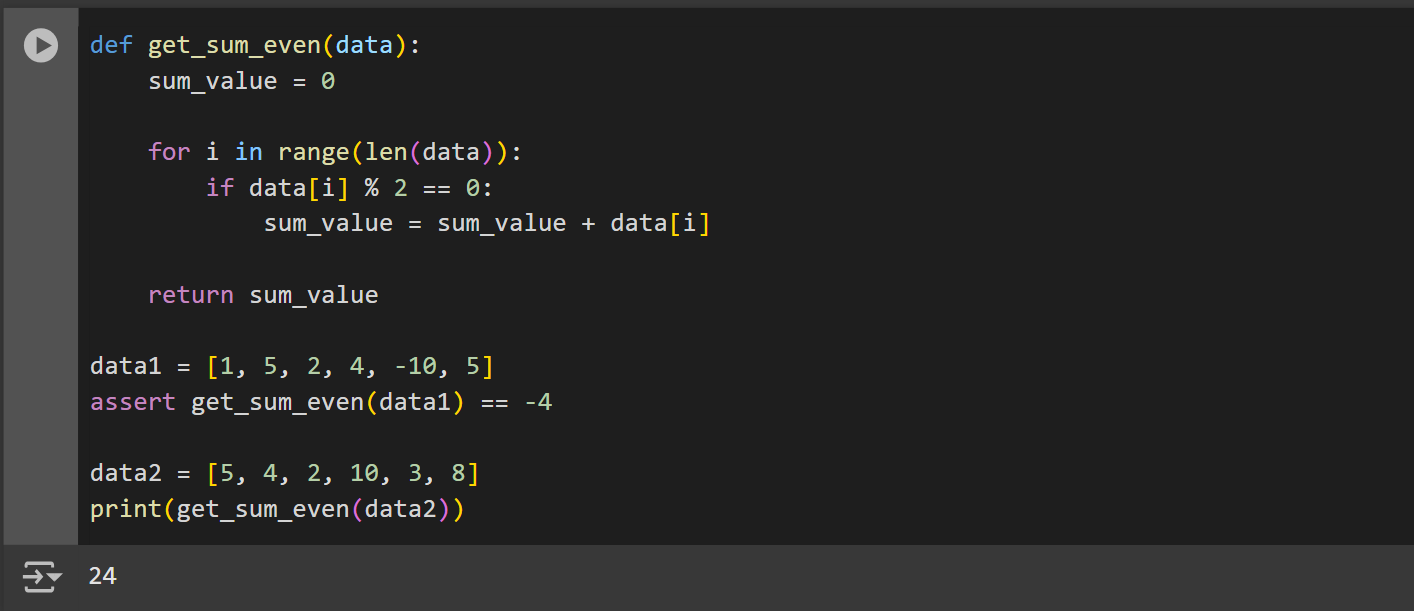 def get_sum_even(data):
    sum_value = 0

    for i in range(len(data)):
        if data[i] % 2 == 0:
            sum_value = sum_value + data[i]

    return sum_value

data1 = [1, 5, 2, 4, -10, 5]
assert get_sum_even(data1) == -4

data2 = [5, 4, 2, 10, 3, 8]
print(get_sum_even(data2))
24